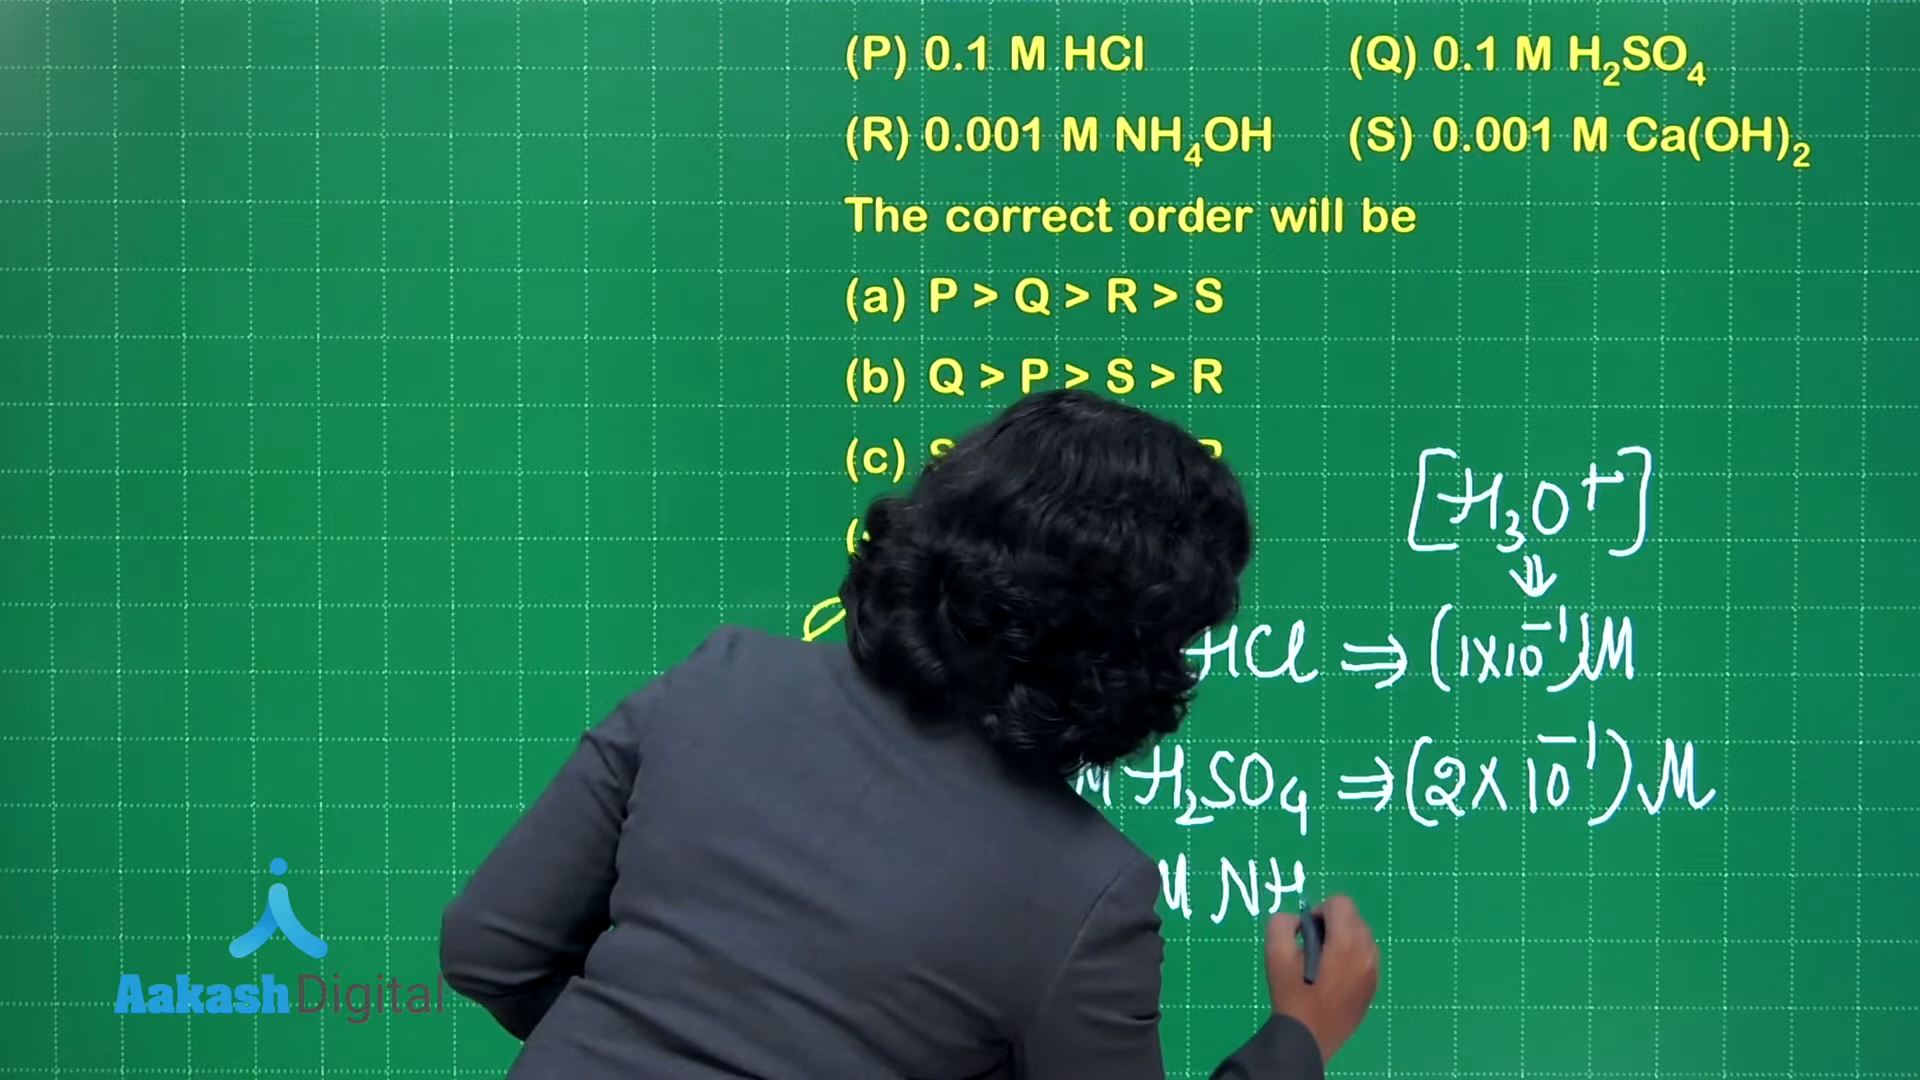 (P) 0.1 M HCl (Q) 0.1 M H₂SO₄
(R) 0.001 M NH₄OH (S) 0.001 M Ca(OH)₂
The correct order will be
(a) P > Q > R > S
(b) Q > P > S > R
(c)
[H₃O⁺]
⇓
HCl ⇒ (1×10⁻¹)M
M H₂SO₄ ⇒ (2×10⁻¹)M
M NH
Aakash Digital